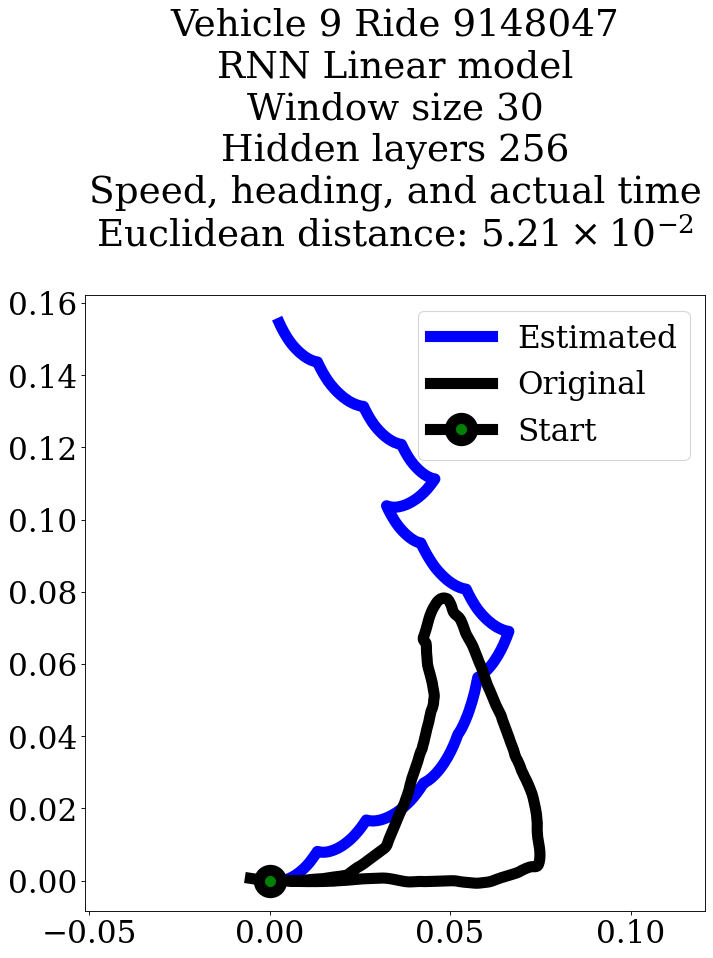 Vehicle 9 Ride 9148047
RNN Linear model
Window size 30
Hidden layers 256
Speed, heading, and actual time
Euclidean distance: 5.21 × 10⁻²
0.16
0.14
0.12
0.10
0.08
0.06
0.04
0.02
0.00
Estimated
Original
Start
−0.05
0.00
0.05
0.10